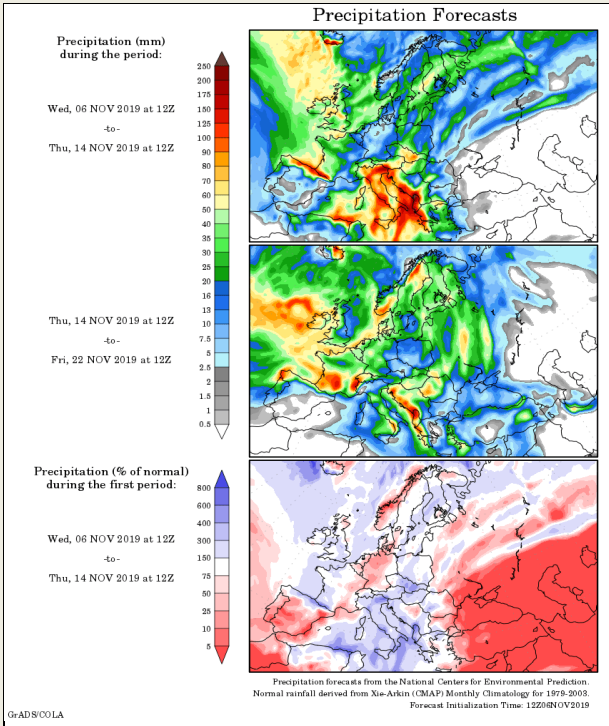 Precipitation Forecasts
Precipitation (mm)
during the period:
Wed, 06 NOV 2019 at 12Z
-to-
Thu, 14 NOV 2019 at 12Z
250
200
175
150
125
100
90
80
70
60
50
40
35
30
25
20
16
13
10
7.5
5
2.5
2
1.5
1
0.5
Thu, 14 NOV 2019 at 12Z
-to-
Fri, 22 NOV 2019 at 12Z
Precipitation (% of normal)
during the first period:
Wed, 06 NOV 2019 at 12Z
-to-
Thu, 14 NOV 2019 at 12Z
800
600
400
300
150
75
50
25
10
5
Precipitation forecasts from the National Centers for Environmental Prediction.
Normal rainfall derived from Xie-Arkin (CMAP) Monthly Climatology for 1979-2003.
Forecast Initialization Time: 12Z06NOV2019
GrADS/COLA